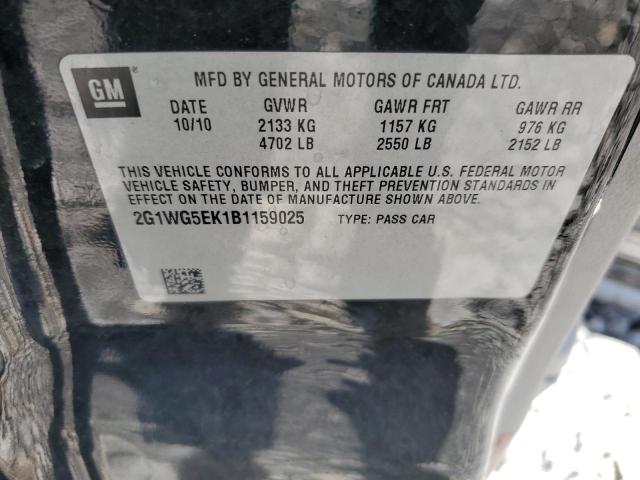 GM ®
MFD BY GENERAL MOTORS OF CANADA LTD.
DATE GVWR GAWR FRT GAWR RR
10/10 2133 KG 1157 KG 976 KG
4702 LB 2550 LB 2152 LB
THIS VEHICLE CONFORMS TO ALL APPLICABLE U.S. FEDERAL MOTOR
VEHICLE SAFETY, BUMPER, AND THEFT PREVENTION STANDARDS IN
EFFECT ON THE DATE OF MANUFACTURE SHOWN ABOVE.
2G1WG5EK1B1159025 TYPE: PASS CAR